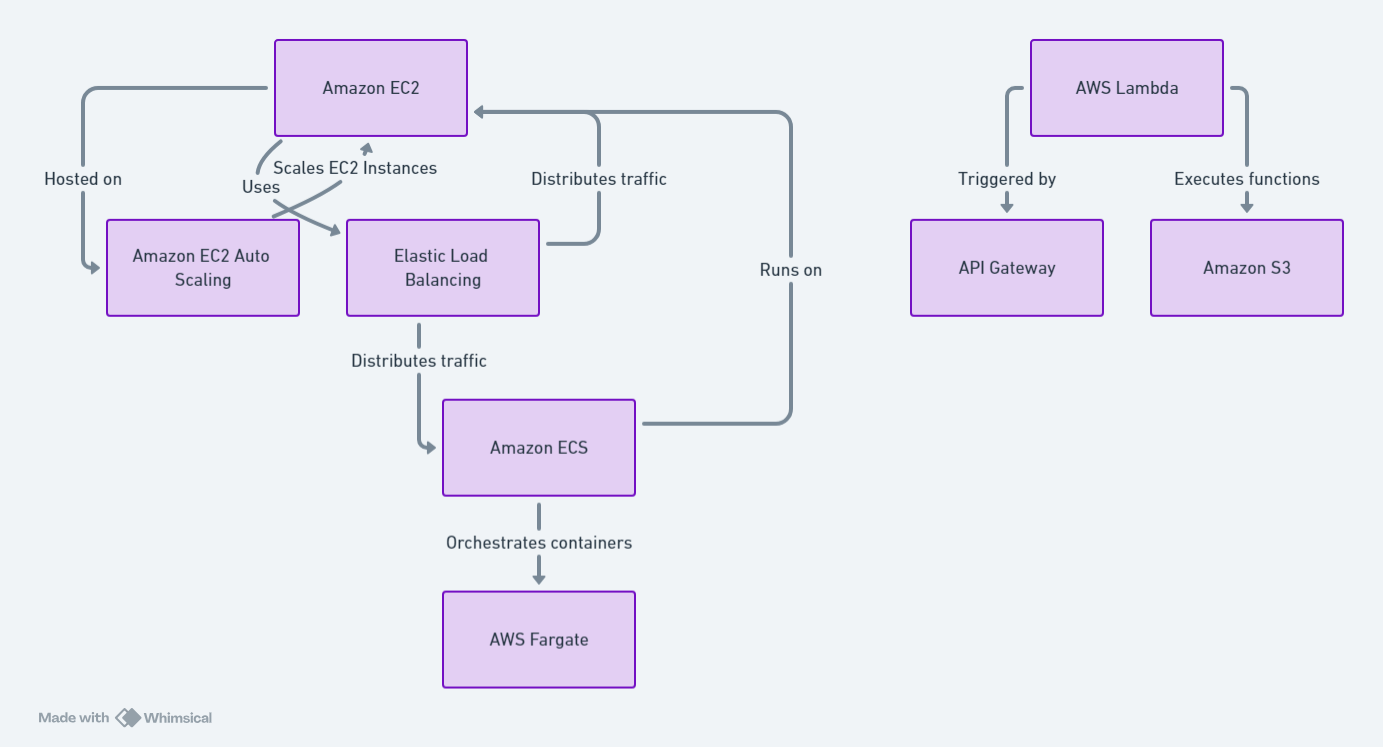 Amazon EC2
AWS Lambda
Scales EC2 Instances
Hosted on
Uses
Distributes traffic
Triggered by
Executes functions
Amazon EC2 Auto
Scaling
Elastic Load
Balancing
Runs on
API Gateway
Amazon S3
Distributes traffic
Amazon ECS
Orchestrates containers
AWS Fargate
Made with Whimsical